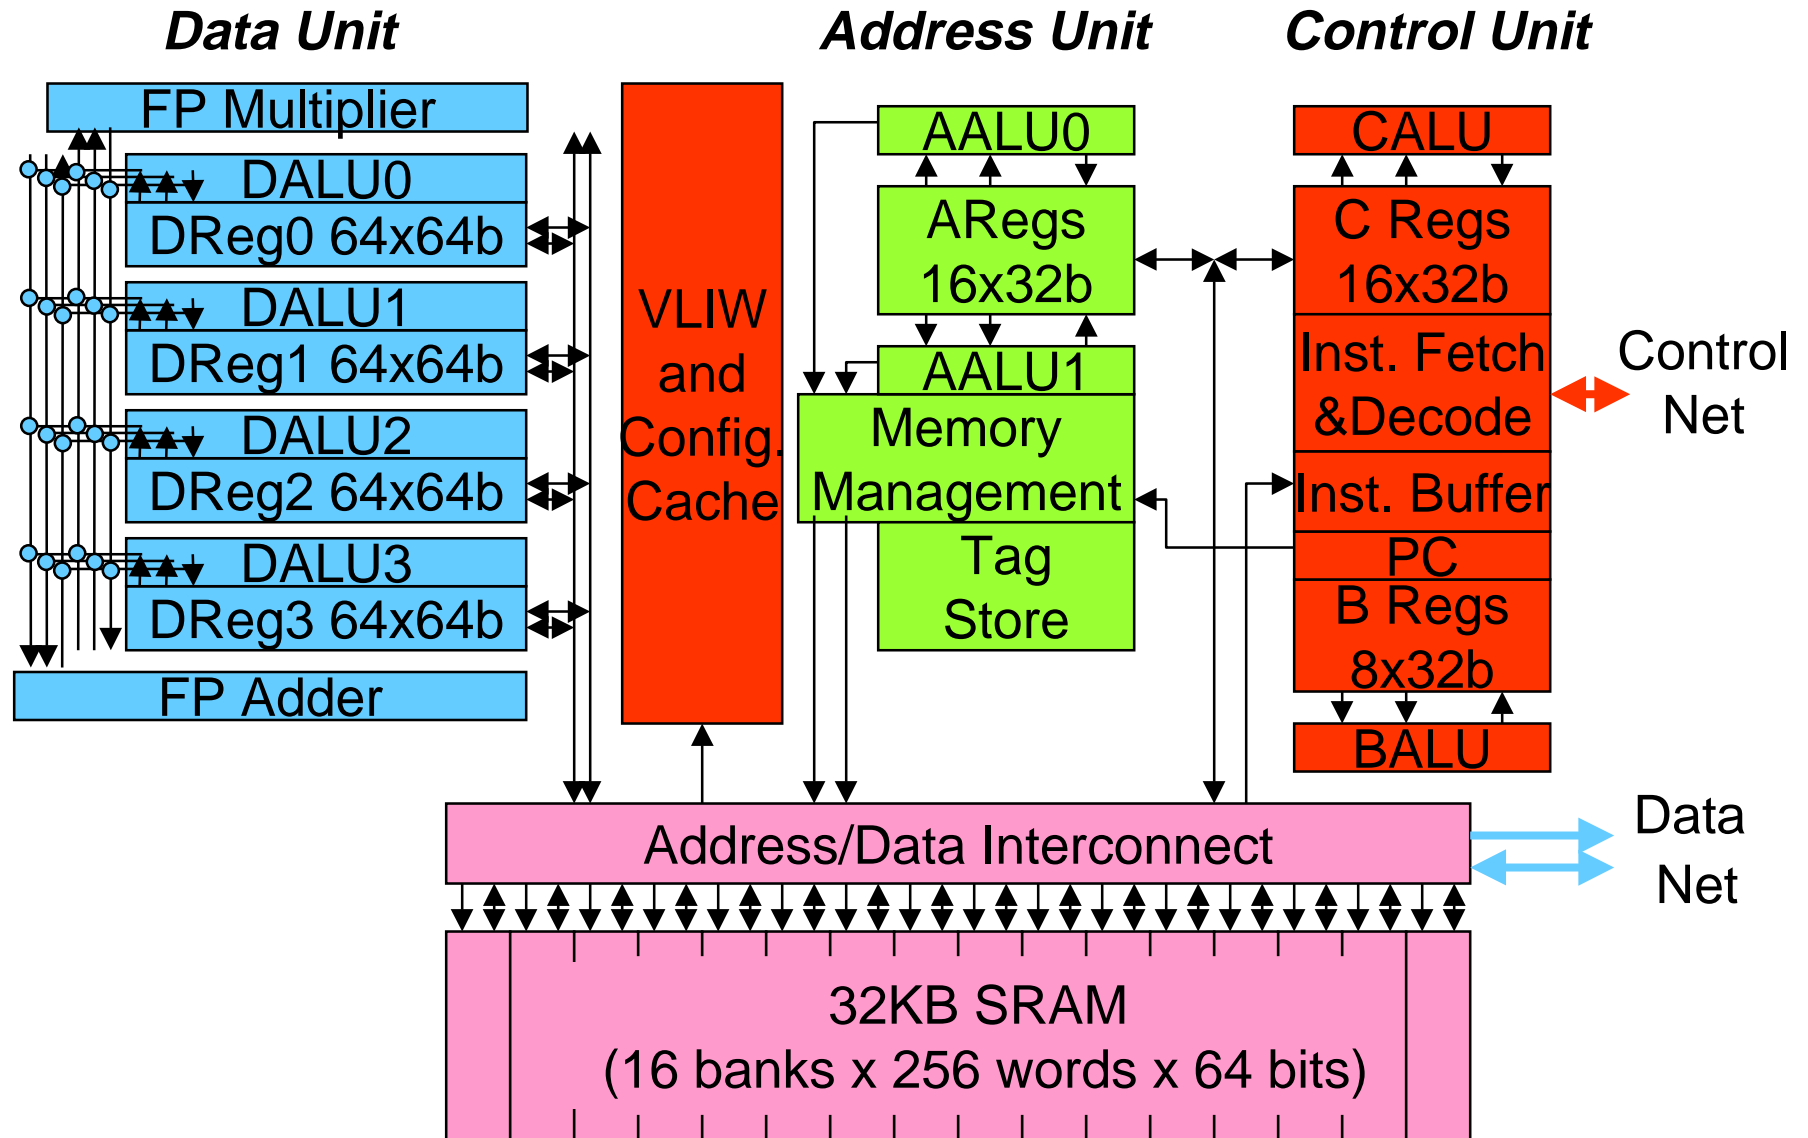 Data Unit
Address Unit
Control Unit
FP Multiplier
DALU0
DReg0 64x64b
DALU1
DReg1 64x64b
DALU2
DReg2 64x64b
DALU3
DReg3 64x64b
FP Adder
VLIW
and
Config.
Cache
AALU0
ARegs
16x32b
AALU1
Memory
Management
Tag
Store
CALU
C Regs
16x32b
Inst. Fetch
&Decode
Inst. Buffer
PC
B Regs
8x32b
BALU
Control
Net
Address/Data Interconnect
Data
Net
32KB SRAM
(16 banks x 256 words x 64 bits)